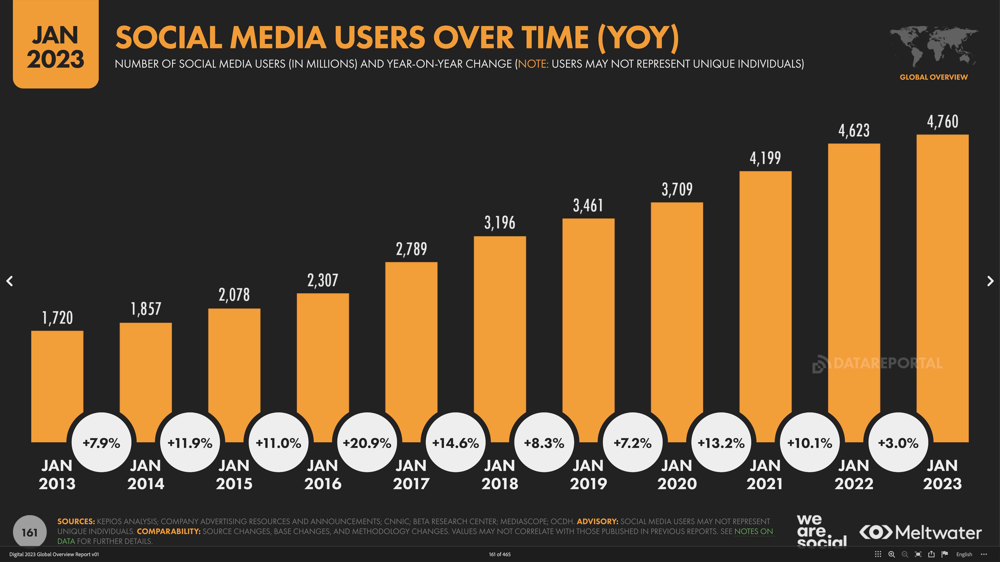 JAN
2023
SOCIAL MEDIA USERS OVER TIME (YOY)
NUMBER OF SOCIAL MEDIA USERS (IN MILLIONS) AND YEAR-ON-YEAR CHANGE (NOTE: USERS MAY NOT REPRESENT UNIQUE INDIVIDUALS)
GLOBAL OVERVIEW
1,720
1,857
2,078
2,307
2,789
3,196
3,461
3,709
4,199
4,623
4,760
DATAREPORTAL
+7.9%
+11.9%
+11.0%
+20.9%
+14.6%
+8.3%
+7.2%
+13.2%
+10.1%
+3.0%
JAN
2013
JAN
2014
JAN
2015
JAN
2016
JAN
2017
JAN
2018
JAN
2019
JAN
2020
JAN
2021
JAN
2022
JAN
2023
161
SOURCES: KEPIOS ANALYSIS; COMPANY ADVERTISING RESOURCES AND ANNOUNCEMENTS; CNNIC; BETA RESEARCH CENTER; MEDIASCOPE; OCDH. ADVISORY: SOCIAL MEDIA USERS MAY NOT REPRESENT
UNIQUE INDIVIDUALS. COMPARABILITY: SOURCE CHANGES, BASE CHANGES, AND METHODOLOGY CHANGES. VALUES MAY NOT CORRELATE WITH THOSE PUBLISHED IN PREVIOUS REPORTS. SEE NOTES ON
DATA FOR FURTHER DETAILS.
we
are.
social
Meltwater
Digital 2023 Global Overview Report v01
161 of 465
English